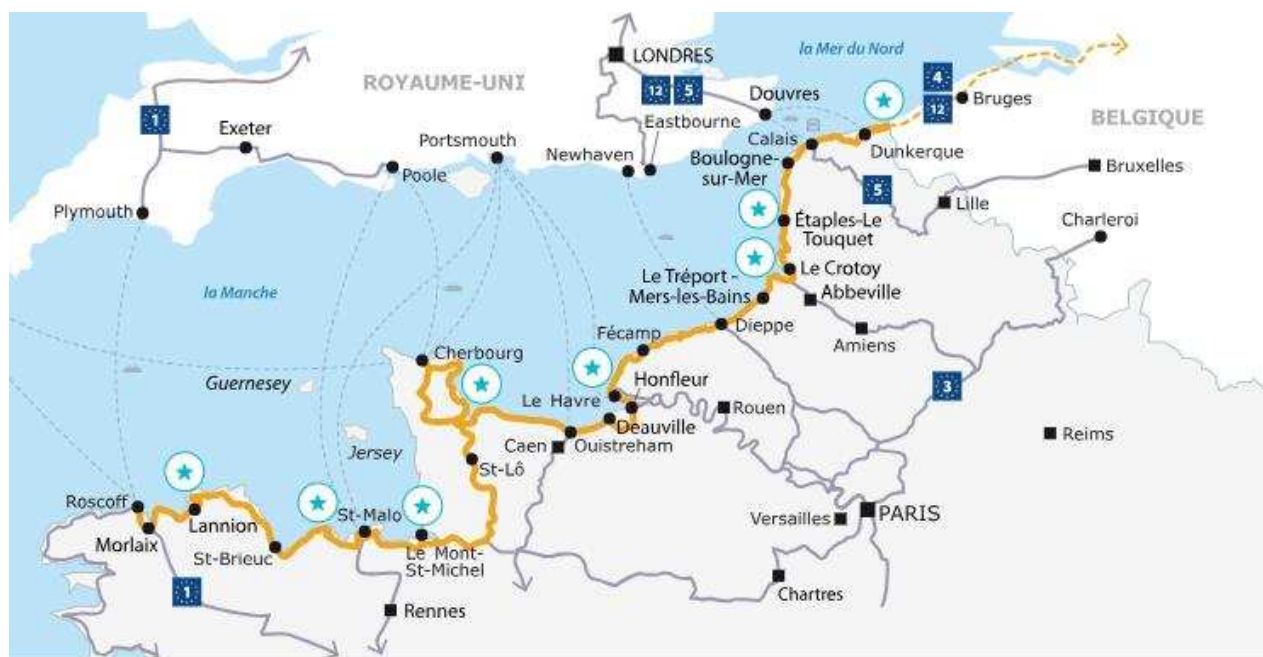 LONDRES
la Mer du Nord
ROYAUME-UNI
12
5
4
12
Douvres
Bruges
1
Exeter
Eastbourne
BELGIQUE
Portsmouth
Newhaven
Calais
Dunkerque
Poole
Boulogne-
sur-Mer
Bruxelles
5
Lille
Plymouth
Étaples-Le
Touquet
Charleroi
la Manche
Le Crotoy
Le Tréport -
Mers-les-Bains
Abbeville
Dieppe
Amiens
Fécamp
Cherbourg
Guernesey
Honfleur
3
Le Havre
Rouen
Deauville
Reims
Caen
Ouistreham
Jersey
St-Lô
Roscoff
St-Malo
Versailles
PARIS
Lannion
Morlaix
St-Brieuc
Le Mont-
St-Michel
1
Chartres
Rennes